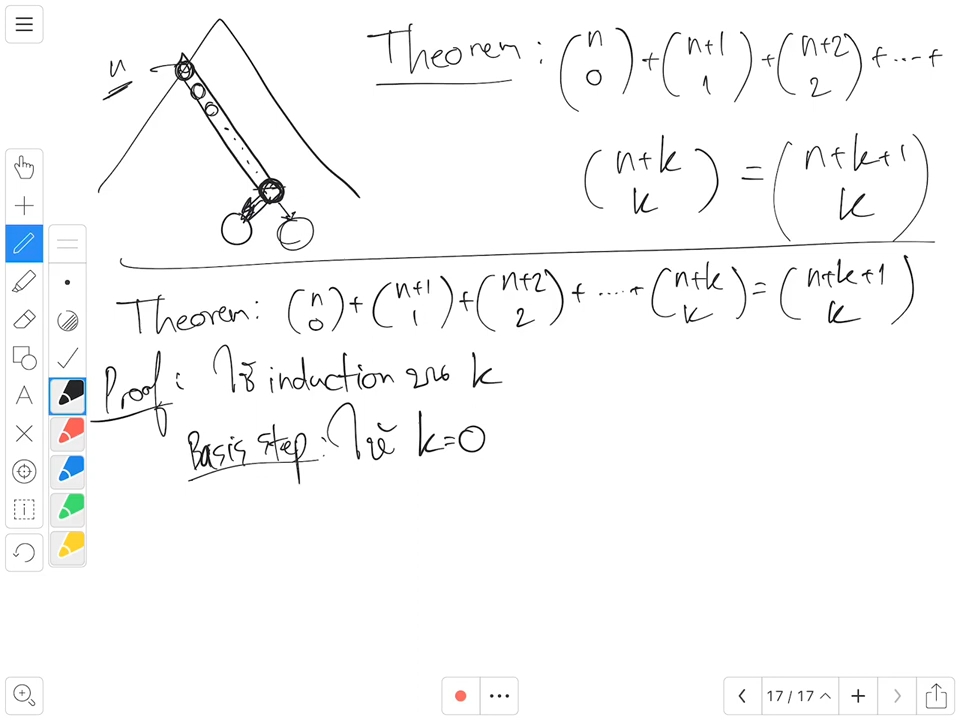 n
Theorem : (n 0) + (n+1 1) + (n+2 2) + ... +
(n+k k) = (n+k+1 k)
Theorem: (n 0) + (n+1 1) + (n+2 2) + ... + (n+k k) = (n+k+1 k)
Proof : ใช้ induction บน k
Basis step : ให้ k=0
A
17 / 17